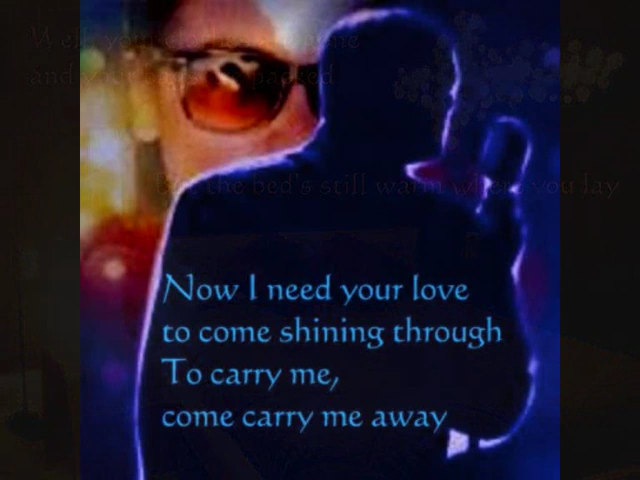 But the bed's still warm where you lay
Now I need your love
to come shining through
To carry me,
come carry me away